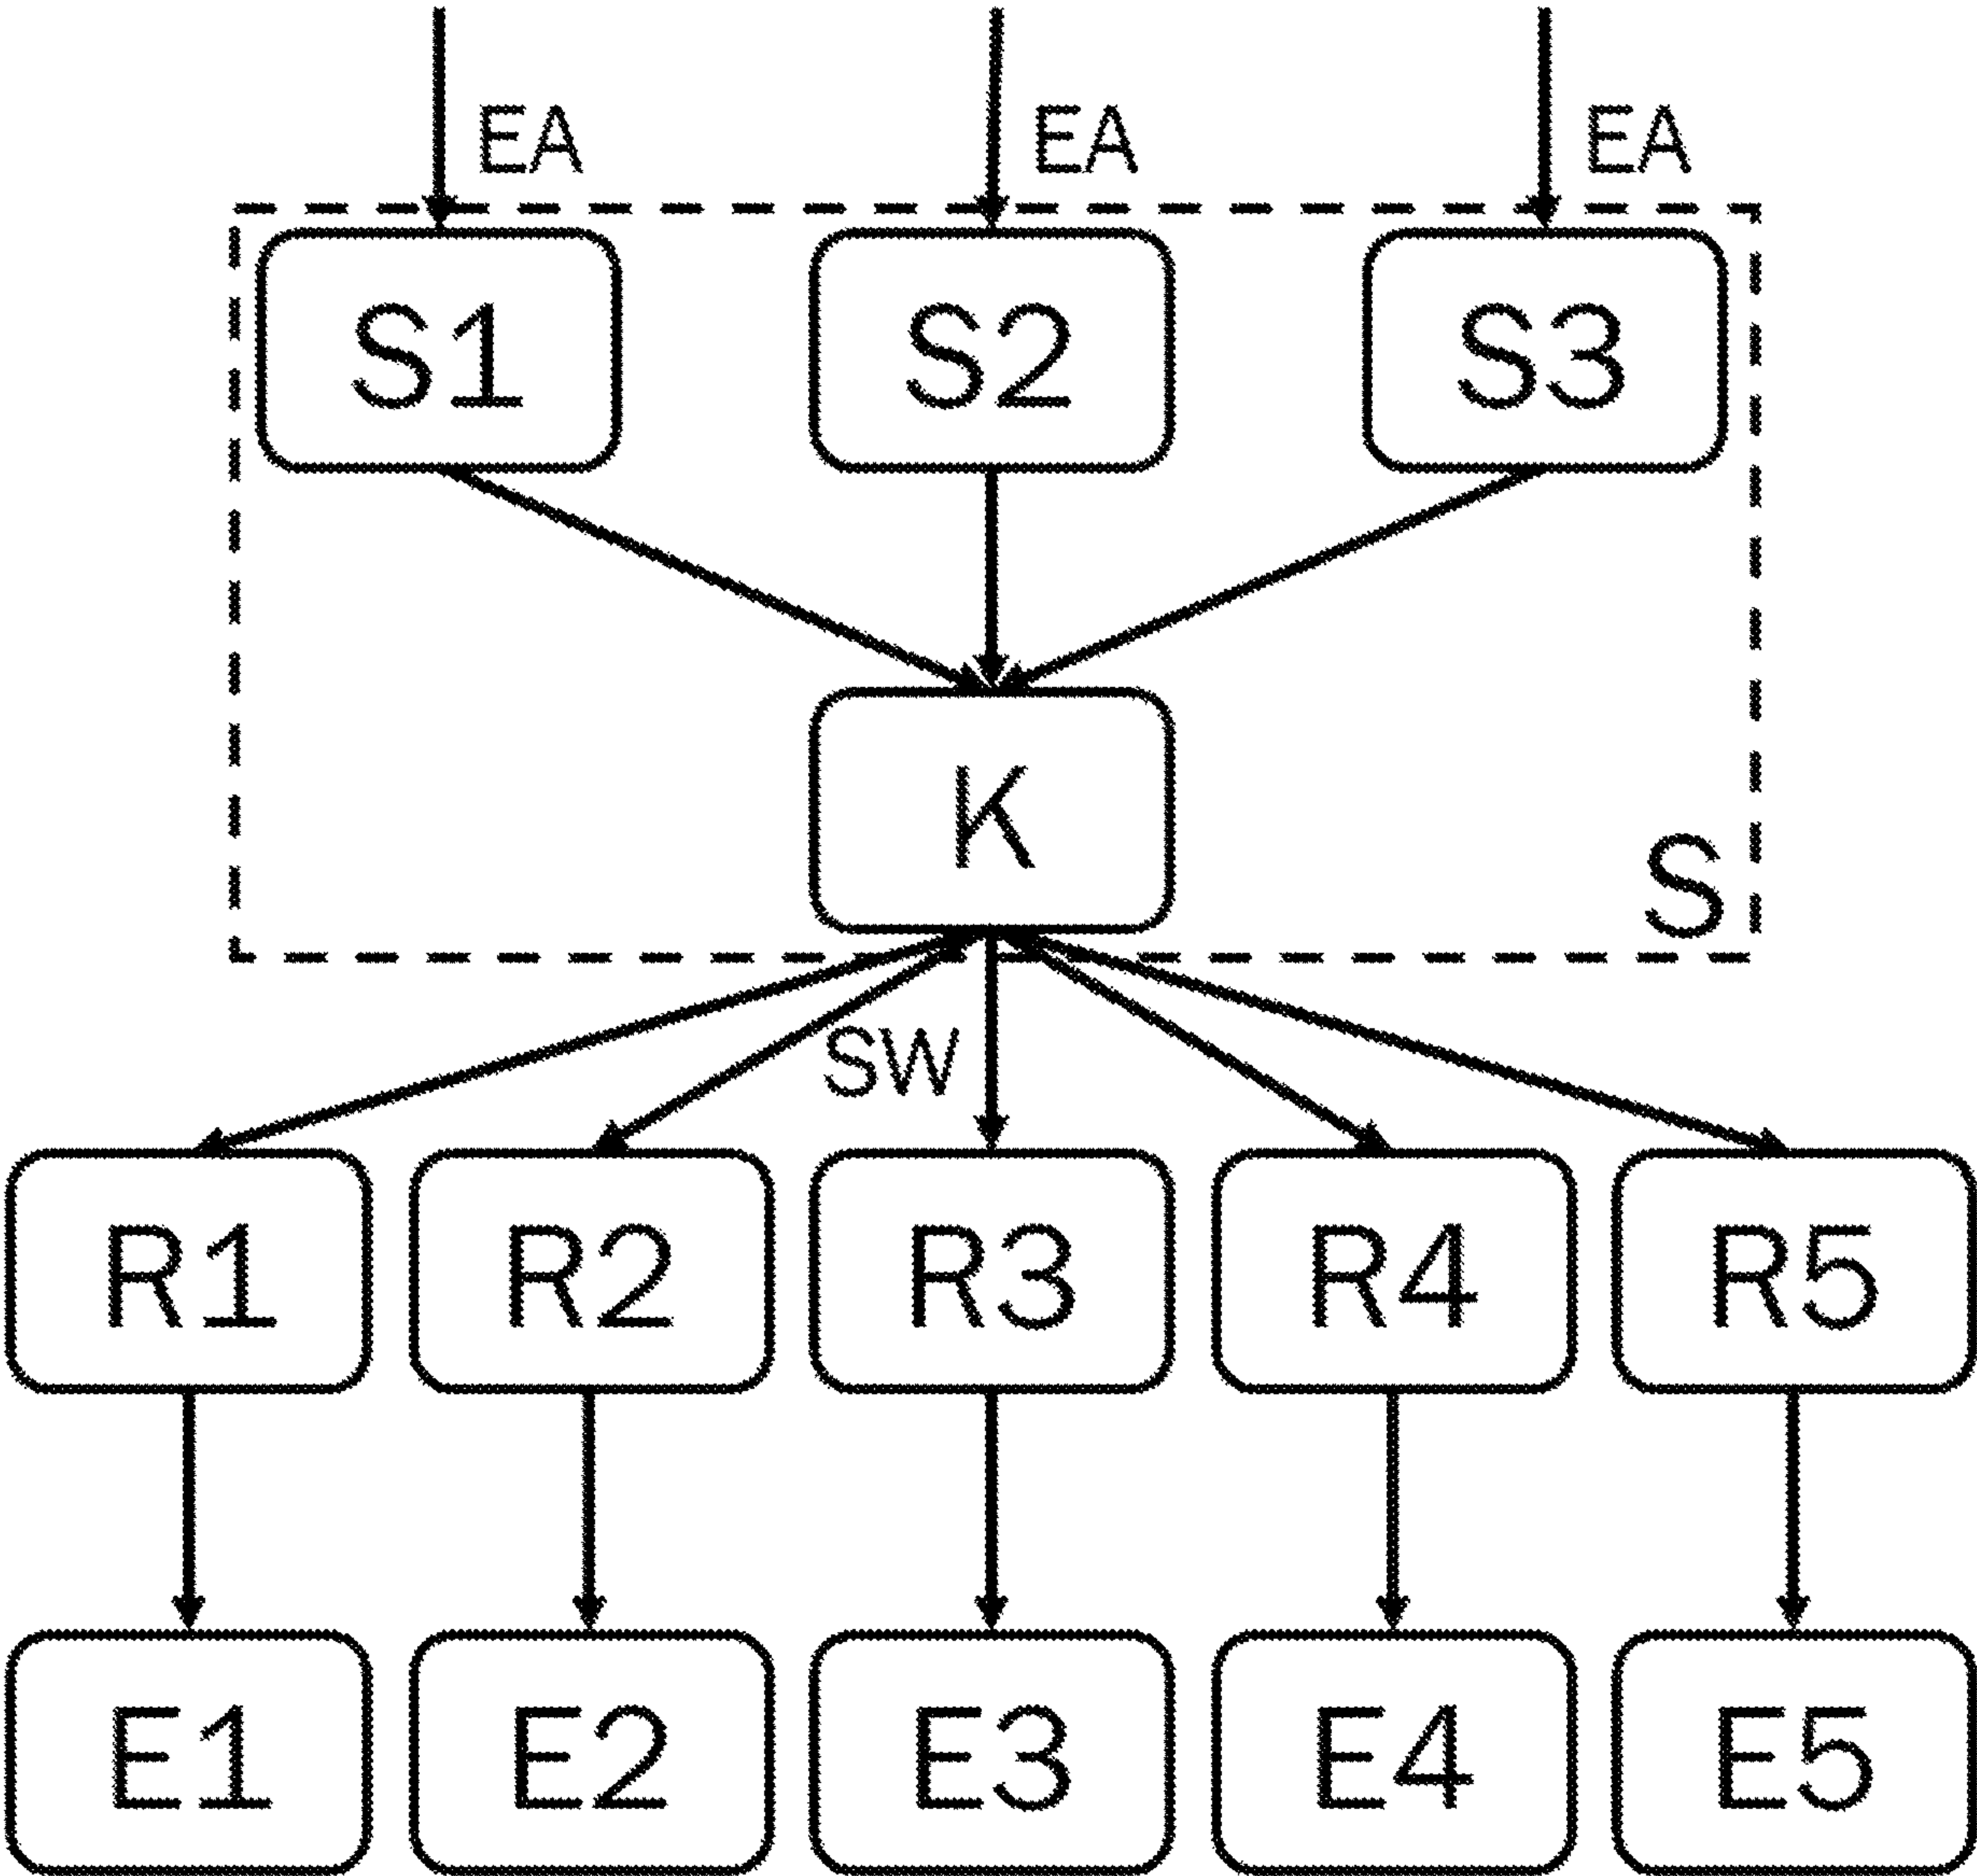 EA EA EA
S1 S2 S3
K
S
SW
R1 R2 R3 R4 R5
E1 E2 E3 E4 E5